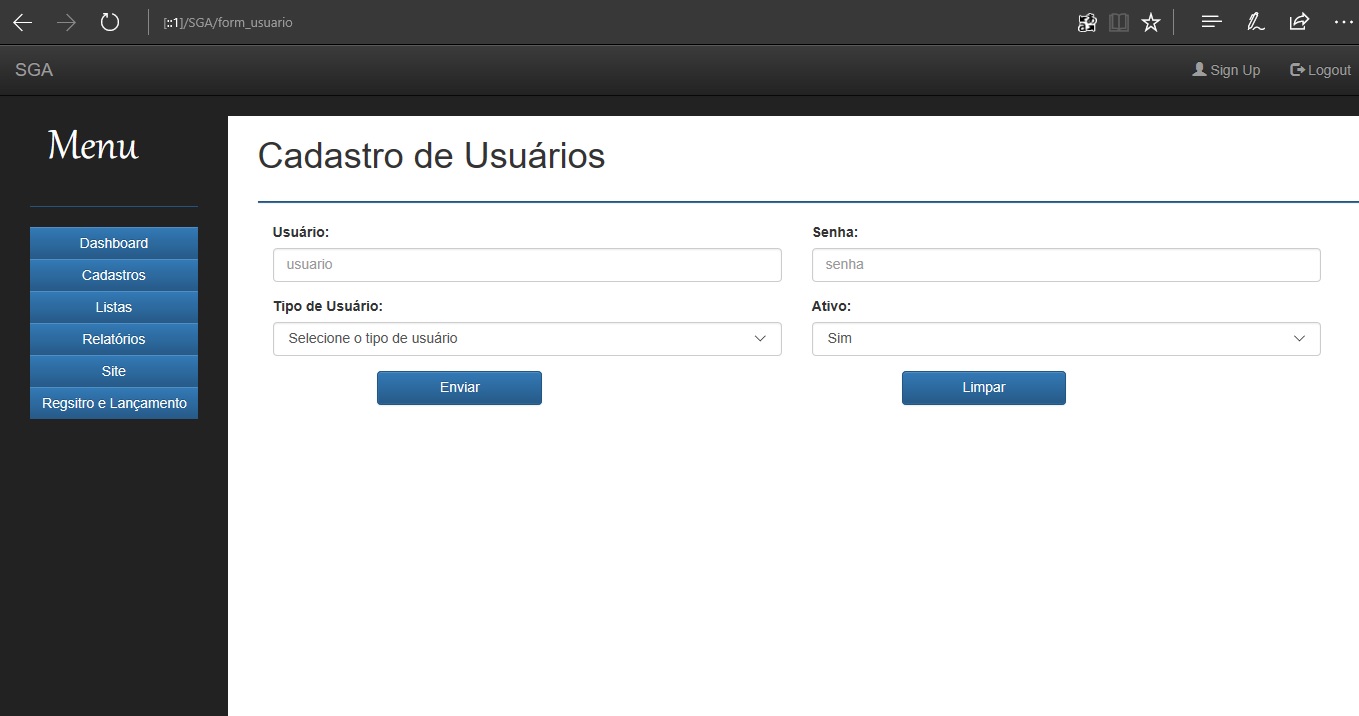 [::1]/SGA/form_usuario
SGA
Sign Up Logout
Menu
Dashboard
Cadastros
Listas
Relatórios
Site
Regsitro e Lançamento
Cadastro de Usuários
Usuário: Senha:
usuario senha
Tipo de Usuário: Ativo:
Selecione o tipo de usuário Sim
Enviar Limpar